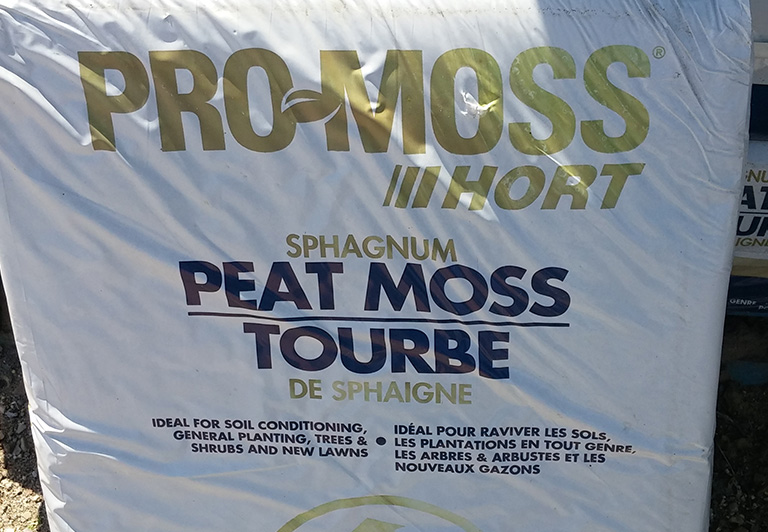 PRO-MOSS®
///HORT
SPHAGNUM
PEAT MOSS
TOURBE
DE SPHAIGNE
IDEAL FOR SOIL CONDITIONING,
GENERAL PLANTING, TREES &
SHRUBS AND NEW LAWNS
•
IDÉAL POUR RAVIVER LES SOLS,
LES PLANTATIONS EN TOUT GENRE,
LES ARBRES & ARBUSTES ET LES
NOUVEAUX GAZONS
GENRE